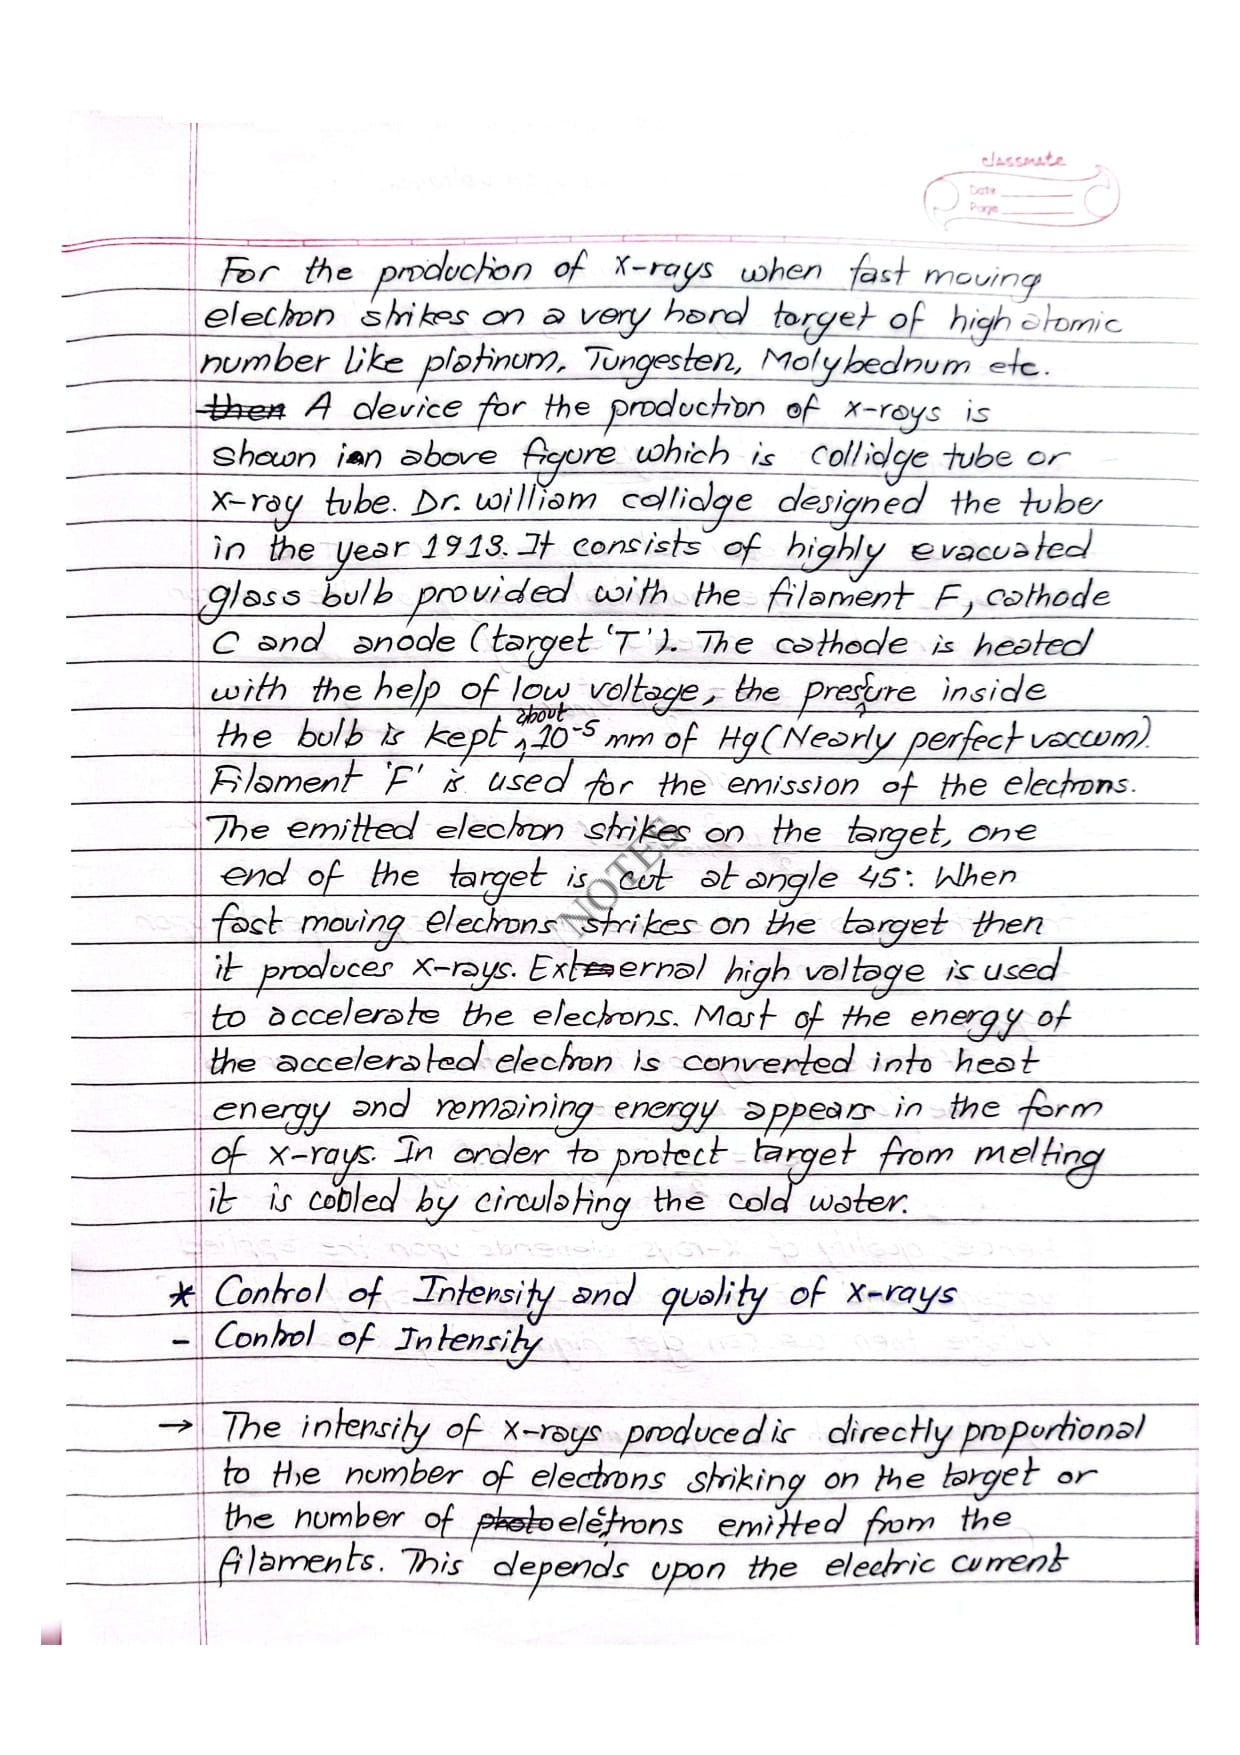 classmate
Date
Page
For the production of x-rays when fast moving
electron strikes on a very hard target of high atomic
number like platinum, Tungesten, Molybednum etc.
then A device for the production of x-rays is
shown in above figure which is collidge tube or
x-ray tube. Dr. william collidge designed the tube
in the year 1913. It consists of highly evacuated
glass bulb provided with the filament F, cathode
C and anode (target 'T'). The cathode is heated
with the help of low voltage, the pressure inside
the bulb is kept about 10⁻⁵ mm of Hg (Nearly perfect vaccum).
Filament 'F' is used for the emission of the electrons.
The emitted electron strikes on the target, one
end of the target is cut at angle 45°. When
fast moving electrons strikes on the target then
it produces x-rays. External high voltage is used
to accelerate the electrons. Most of the energy of
the accelerated electron is converted into heat
energy and remaining energy appears in the form
of x-rays. In order to protect target from melting
it is cooled by circulating the cold water.
* Control of Intensity and quality of x-rays
- Control of Intensity
→ The intensity of x-rays produced is directly proportional
to the number of electrons striking on the target or
the number of photoelectrons emitted from the
filaments. This depends upon the electric current
NOTES